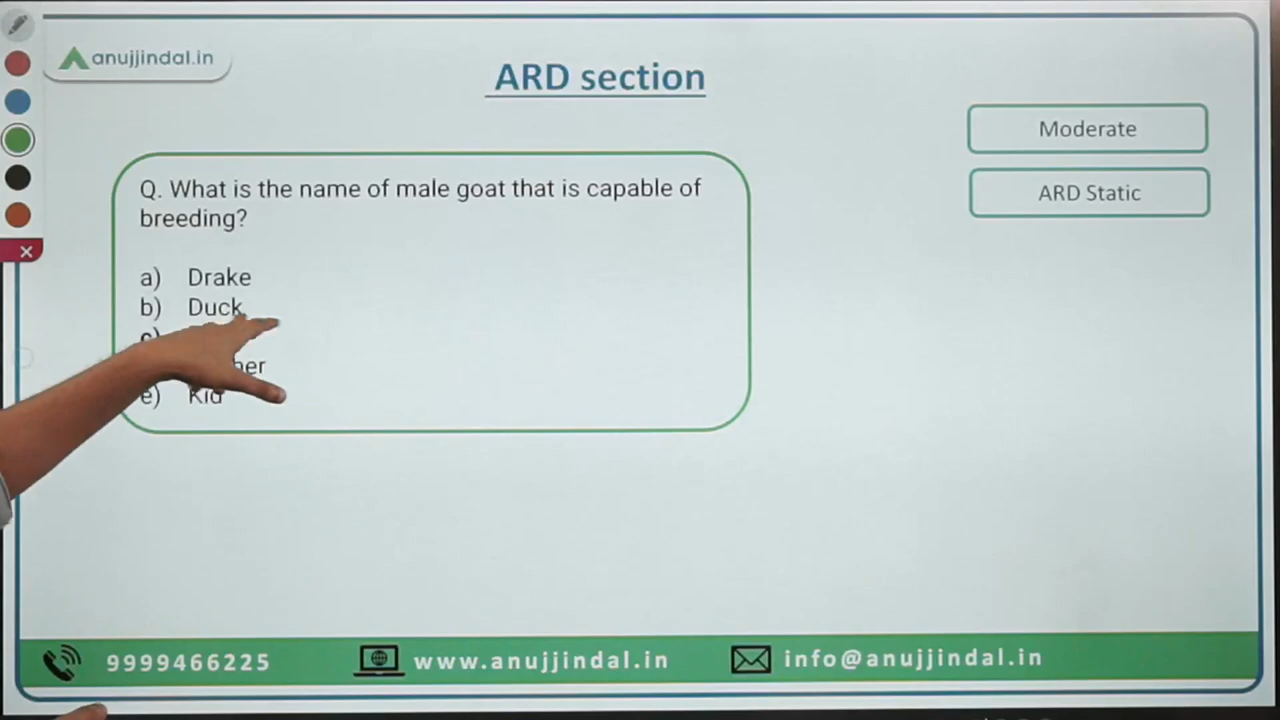 anujjindal.in
ARD section
Moderate
ARD Static
Q. What is the name of male goat that is capable of
breeding?
a) Drake
b) Duck
c)
her
e) Kid
9999466225
www.anujjindal.in
info@anujjindal.in